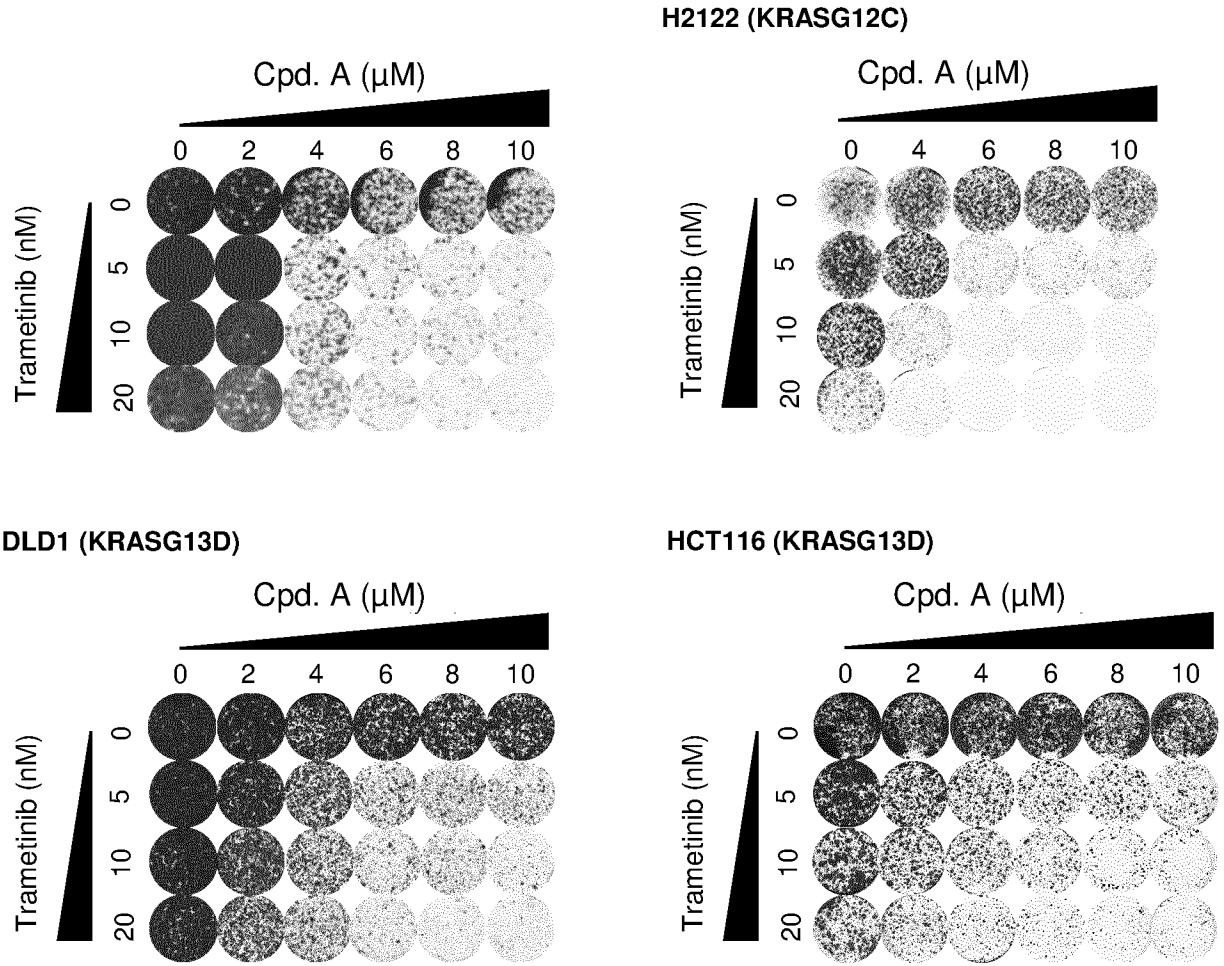 H2122 (KRASG12C)
Cpd. A (µM)
0 2 4 6 8 10
Trametinib (nM)
0
5
10
20
Cpd. A (µM)
0 4 6 8 10
Trametinib (nM)
0
5
10
20
DLD1 (KRASG13D)
Cpd. A (µM)
0 2 4 6 8 10
Trametinib (nM)
0
5
10
20
HCT116 (KRASG13D)
Cpd. A (µM)
0 2 4 6 8 10
Trametinib (nM)
0
5
10
20